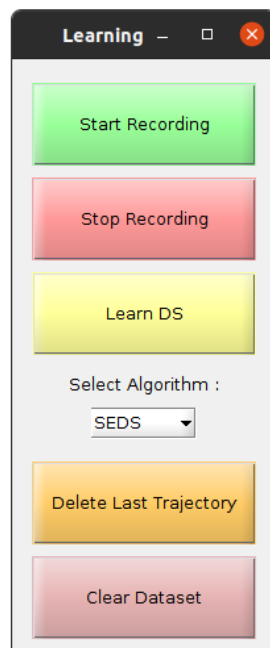 Learning
Start Recording
Stop Recording
Learn DS
Select Algorithm :
SEDS
Delete Last Trajectory
Clear Dataset